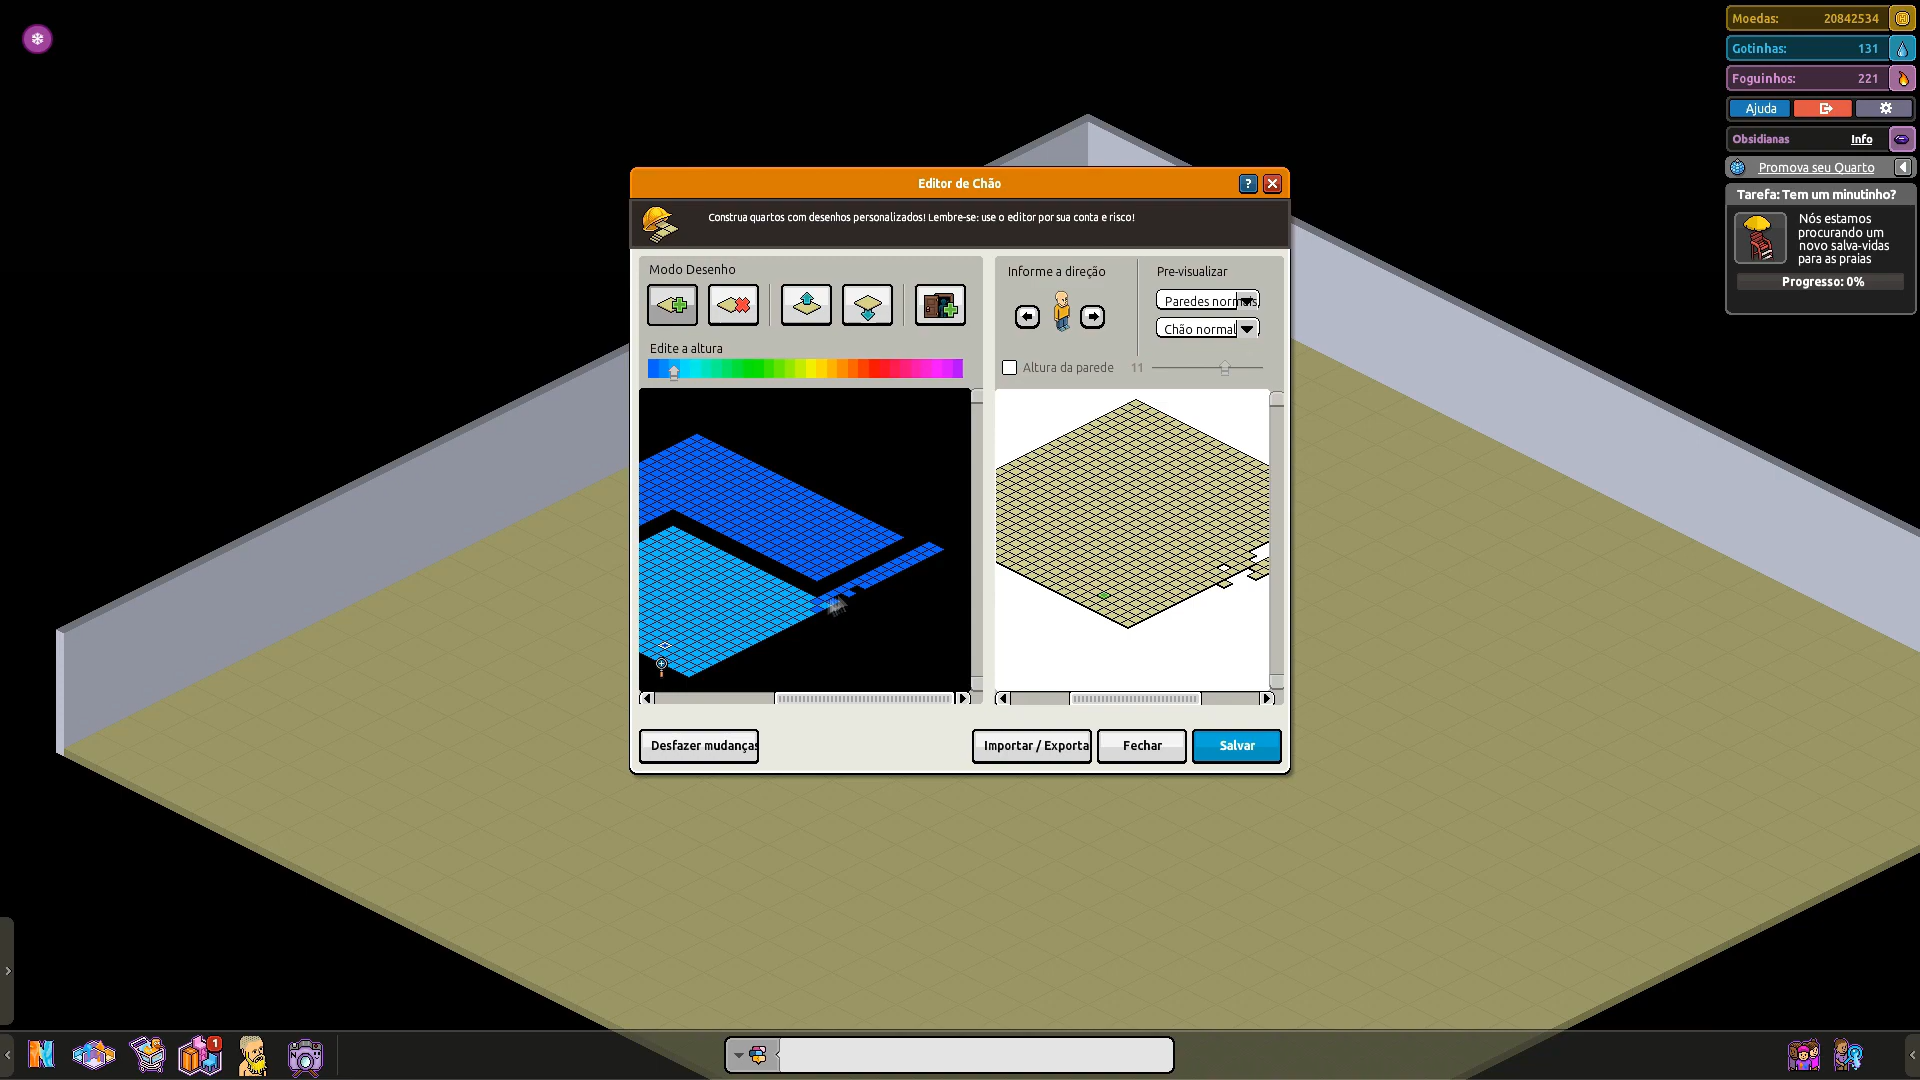 Moedas: 20842534
Gotinhas: 131
Foguinhos: 221
Ajuda
Obsidianas Info
Promova seu Quarto
Tarefa: Tem um minutinho?
Nós estamos
procurando um
novo salva-vidas
para as praias
Progresso: 0%
Editor de Chão
?
Construa quartos com desenhos personalizados! Lembre-se: use o editor por sua conta e risco!
Modo Desenho
Informe a direção
Pre-visualizar
Paredes normais
Chão normal
Edite a altura
Altura da parede 11
Desfazer mudanças
Importar / Exporta
Fechar
Salvar
1